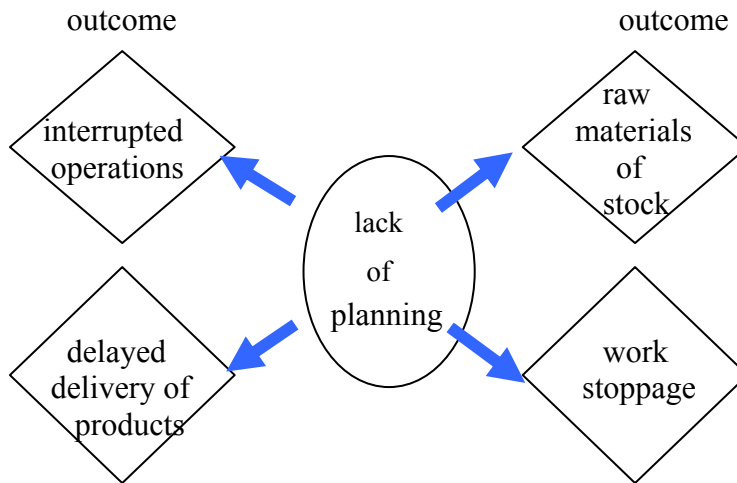 outcome
outcome
interrupted
operations
raw
materials
of
stock
lack
of
planning
delayed
delivery of
products
work
stoppage